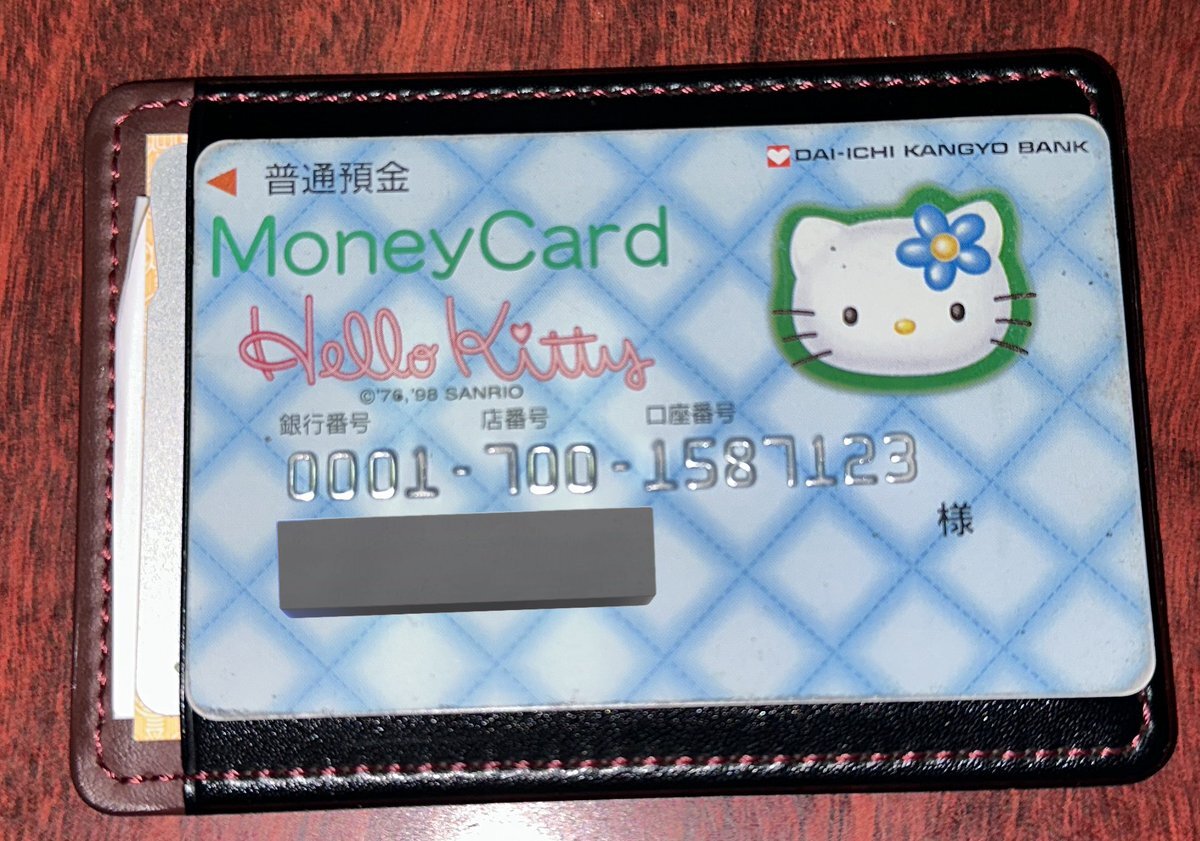 普通預金
DAI-ICHI KANGYO BANK
MoneyCard
Hello Kitty
©'76,'98 SANRIO
銀行番号 店番号 口座番号
0001-700-1587123
様